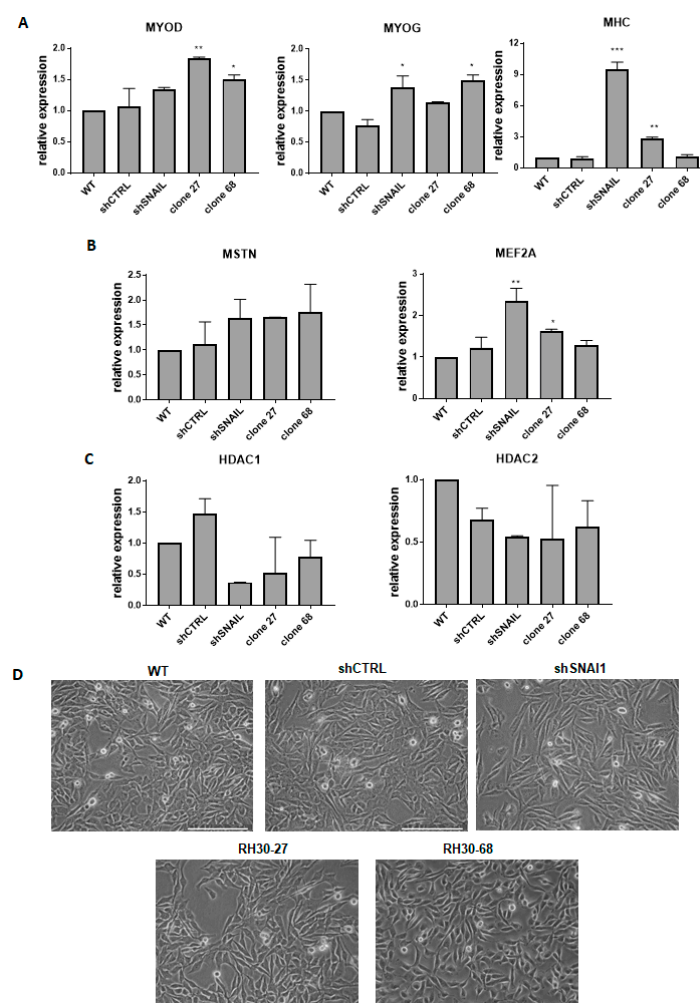 A
MYOD
relative expression
2.0
1.5
1.0
0.5
0.0
**
*
WT
shCTRL
shSNAIL
clone 27
clone 68
MYOG
relative expression
2.0
1.5
1.0
0.5
0.0
*
*
WT
shCTRL
shSNAIL
clone 27
clone 68
MHC
relative expression
12
9
6
3
0
***
**
WT
shCTRL
shSNAIL
clone 27
clone 68
B
MSTN
relative expression
2.5
2.0
1.5
1.0
0.5
0.0
WT
shCTRL
shSNAIL
clone 27
clone 68
MEF2A
relative expression
3
2
1
0
**
*
WT
shCTRL
shSNAIL
clone 27
clone 68
C
HDAC1
relative expression
2.0
1.5
1.0
0.5
0.0
WT
shCTRL
shSNAIL
clone 27
clone 68
HDAC2
relative expression
1.0
0.5
0.0
WT
shCTRL
shSNAIL
clone 27
clone 68
D
WT
shCTRL
shSNAI1
RH30-27
RH30-68